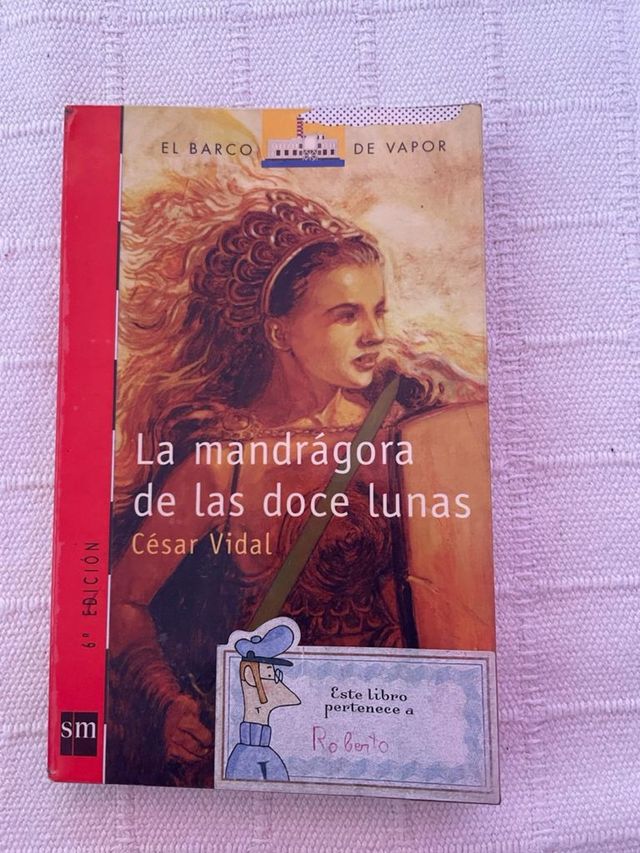 EL BARCO DE VAPOR
La mandrágora
de las doce lunas
César Vidal
6ª EDICIÓN
sm
Este libro
pertenece a
Roberto